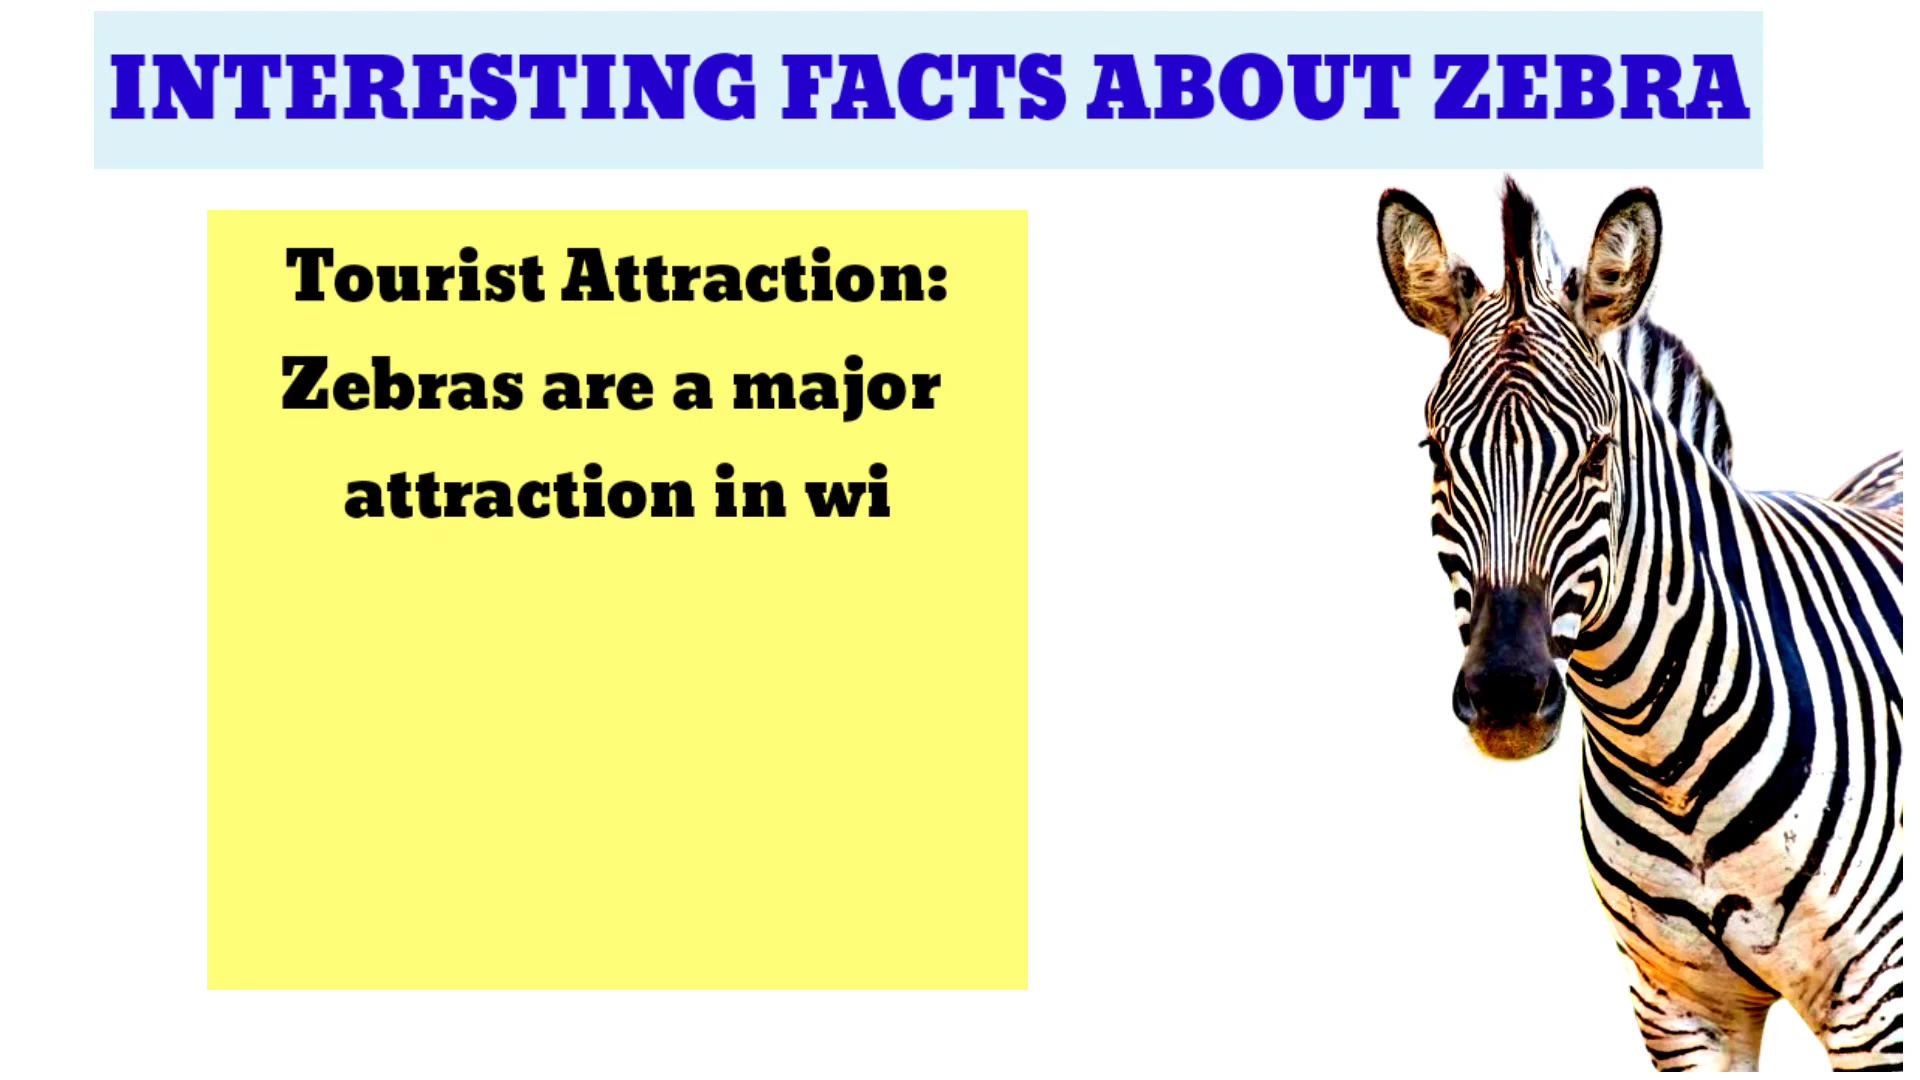 INTERESTING FACTS ABOUT ZEBRA
Tourist Attraction:
Zebras are a major
attraction in wi